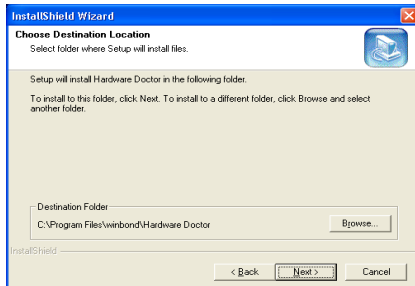 InstallShield Wizard
Choose Destination Location
Select folder where Setup will install files.
Setup will install Hardware Doctor in the following folder.
To install to this folder, click Next. To install to a different folder, click Browse and select
another folder.
Destination Folder
C:\Program Files\winbond\Hardware Doctor
Browse...
InstallShield
< Back
Next >
Cancel